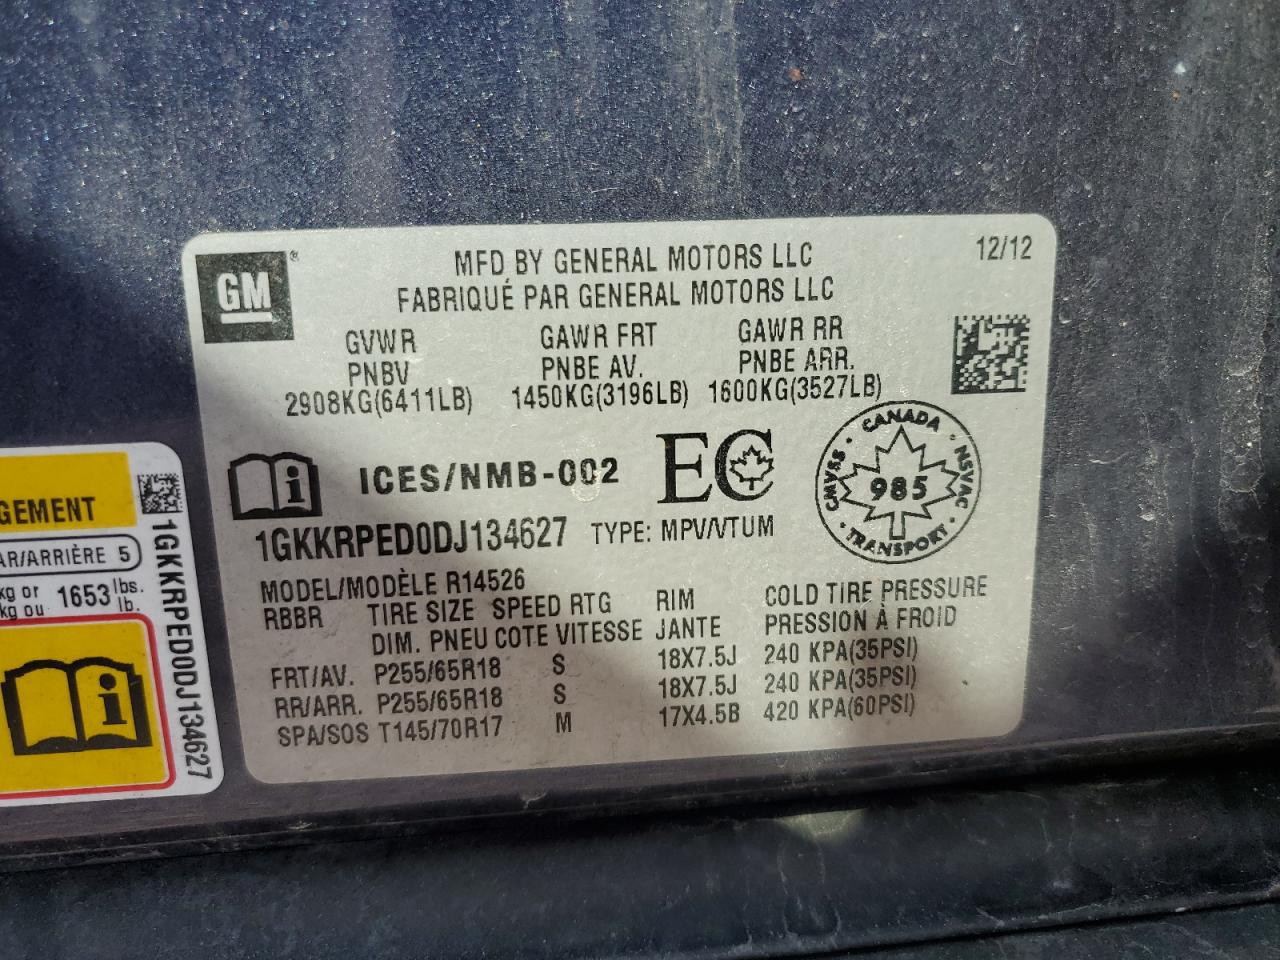 GM®
MFD BY GENERAL MOTORS LLC
12/12
FABRIQUÉ PAR GENERAL MOTORS LLC
GVWR GAWR FRT GAWR RR
PNBV PNBE AV. PNBE ARR.
2908KG(6411LB) 1450KG(3196LB) 1600KG(3527LB)
ICES/NMB-002 EC
CANADA
CMVSS NSVAC
985
TRANSPORT
1GKKRPED0DJ134627 TYPE: MPV/VTUM
MODEL/MODÈLE R14526
RBBR TIRE SIZE SPEED RTG RIM COLD TIRE PRESSURE
DIM. PNEU COTE VITESSE JANTE PRESSION À FROID
FRT/AV. P255/65R18 S 18X7.5J 240 KPA(35PSI)
RR/ARR. P255/65R18 S 18X7.5J 240 KPA(35PSI)
SPA/SOS T145/70R17 M 17X4.5B 420 KPA(60PSI)
GEMENT
AR/ARRIÈRE 5
kg or 1653 lbs.
kg ou lb.
1GKKRPED0DJ134627